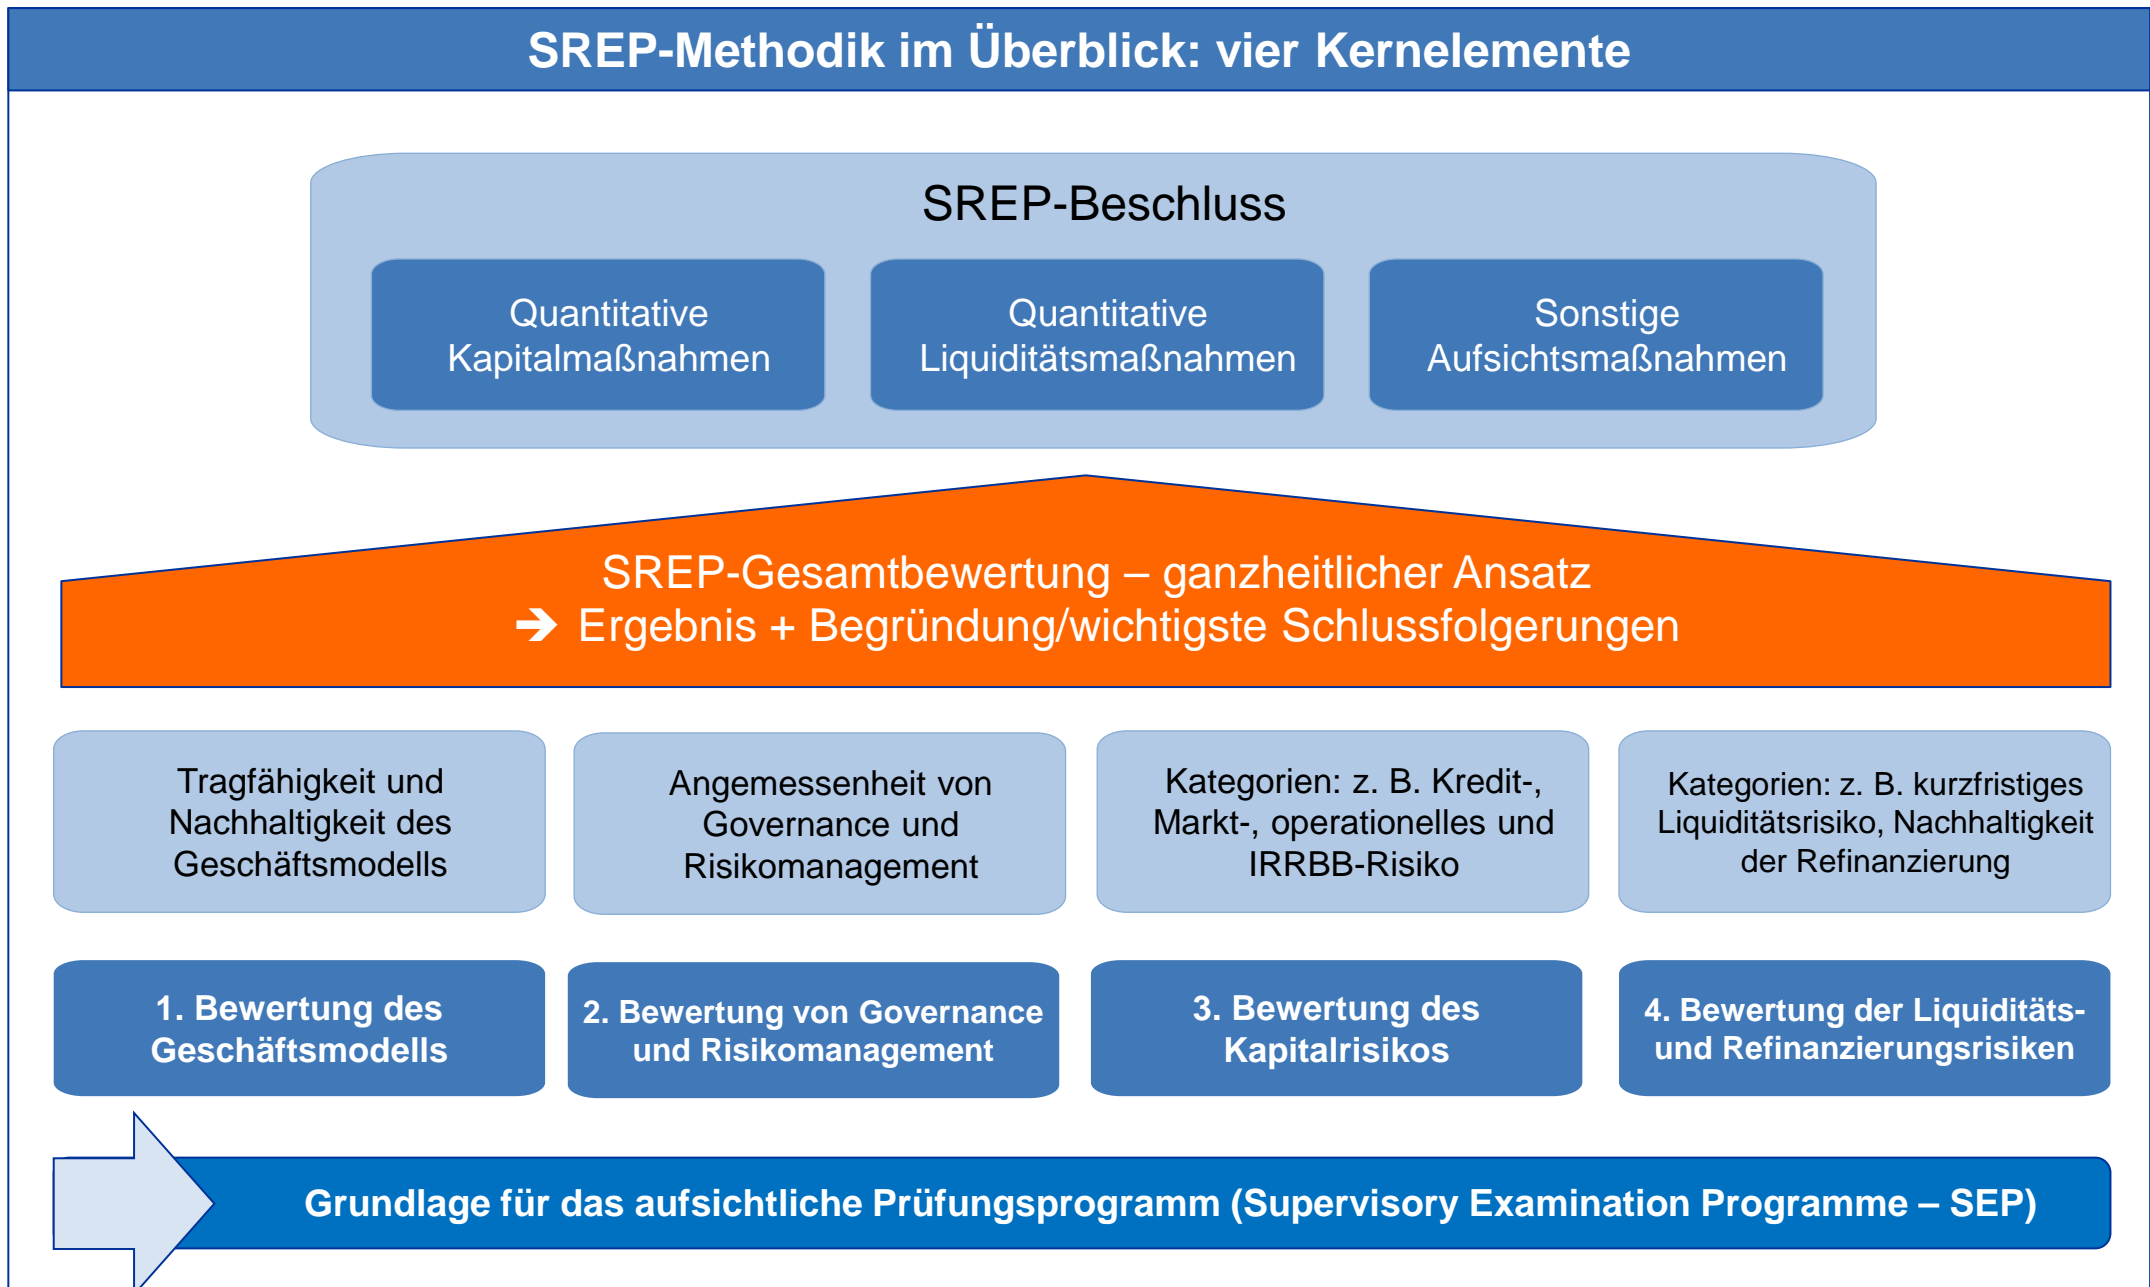 SREP-Methodik im Überblick: vier Kernelemente
SREP-Beschluss
Quantitative
Kapitalmaßnahmen
Quantitative
Liquiditätsmaßnahmen
Sonstige
Aufsichtsmaßnahmen
SREP-Gesamtbewertung – ganzheitlicher Ansatz
➔ Ergebnis + Begründung/wichtigste Schlussfolgerungen
Tragfähigkeit und
Nachhaltigkeit des
Geschäftsmodells
Angemessenheit von
Governance und
Risikomanagement
Kategorien: z. B. Kredit-,
Markt-, operationelles und
IRRBB-Risiko
Kategorien: z. B. kurzfristiges
Liquiditätsrisiko, Nachhaltigkeit
der Refinanzierung
1. Bewertung des
Geschäftsmodells
2. Bewertung von Governance
und Risikomanagement
3. Bewertung des
Kapitalrisikos
4. Bewertung der Liquiditäts-
und Refinanzierungsrisiken
Grundlage für das aufsichtliche Prüfungsprogramm (Supervisory Examination Programme – SEP)